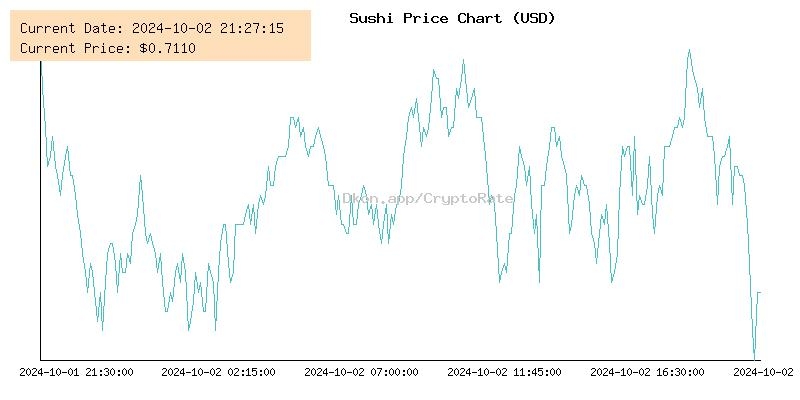 Sushi Price Chart (USD)
Current Date: 2024-10-02 21:27:15
Current Price: $0.7110
Dken.app/CryptoRate
2024-10-01 21:30:00 2024-10-02 02:15:00 2024-10-02 07:00:00 2024-10-02 11:45:00 2024-10-02 16:30:00 2024-10-02